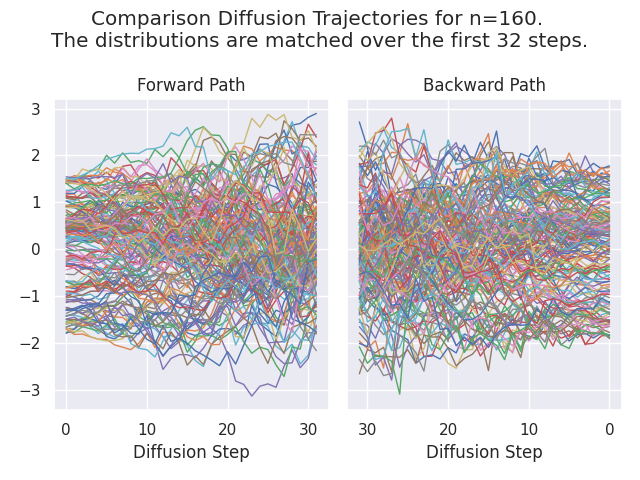 Comparison Diffusion Trajectories for n=160.
The distributions are matched over the first 32 steps.
Forward Path
Backward Path
3
2
1
0
−1
−2
−3
0 10 20 30
30 20 10 0
Diffusion Step
Diffusion Step